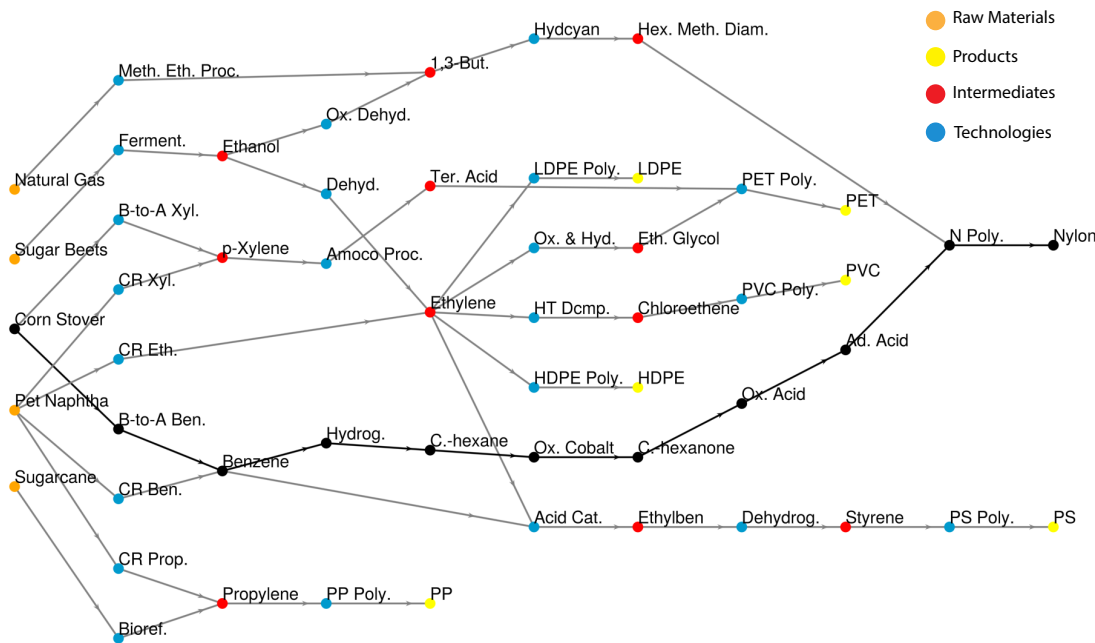 Raw Materials
Products
Intermediates
Technologies
Hydcyan
Hex. Meth. Diam.
1,3-But.
Meth. Eth. Proc.
Ox. Dehyd.
Ferment.
Ethanol
Natural Gas
Dehyd.
Ter. Acid
LDPE Poly.
LDPE
PET Poly.
PET
B-to-A Xyl.
Sugar Beets
p-Xylene
Amoco Proc.
Ox. & Hyd.
Eth. Glycol
N Poly.
Nylon
CR Xyl.
PVC Poly.
PVC
Corn Stover
Ethylene
HT Dcmp.
Chloroethene
CR Eth.
Ad. Acid
HDPE Poly.
HDPE
Pet Naphtha
Ox. Acid
B-to-A Ben.
Hydrog.
C.-hexane
Ox. Cobalt
C.-hexanone
Benzene
Sugarcane
CR Ben.
Acid Cat.
Ethylben
Dehydrog.
Styrene
PS Poly.
PS
CR Prop.
Propylene
PP Poly.
PP
Bioref.